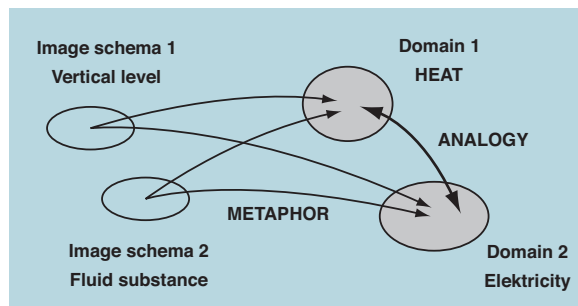 Image schema 1
Vertical level
Domain 1
HEAT
ANALOGY
METAPHOR
Image schema 2
Fluid substance
Domain 2
Elektricity